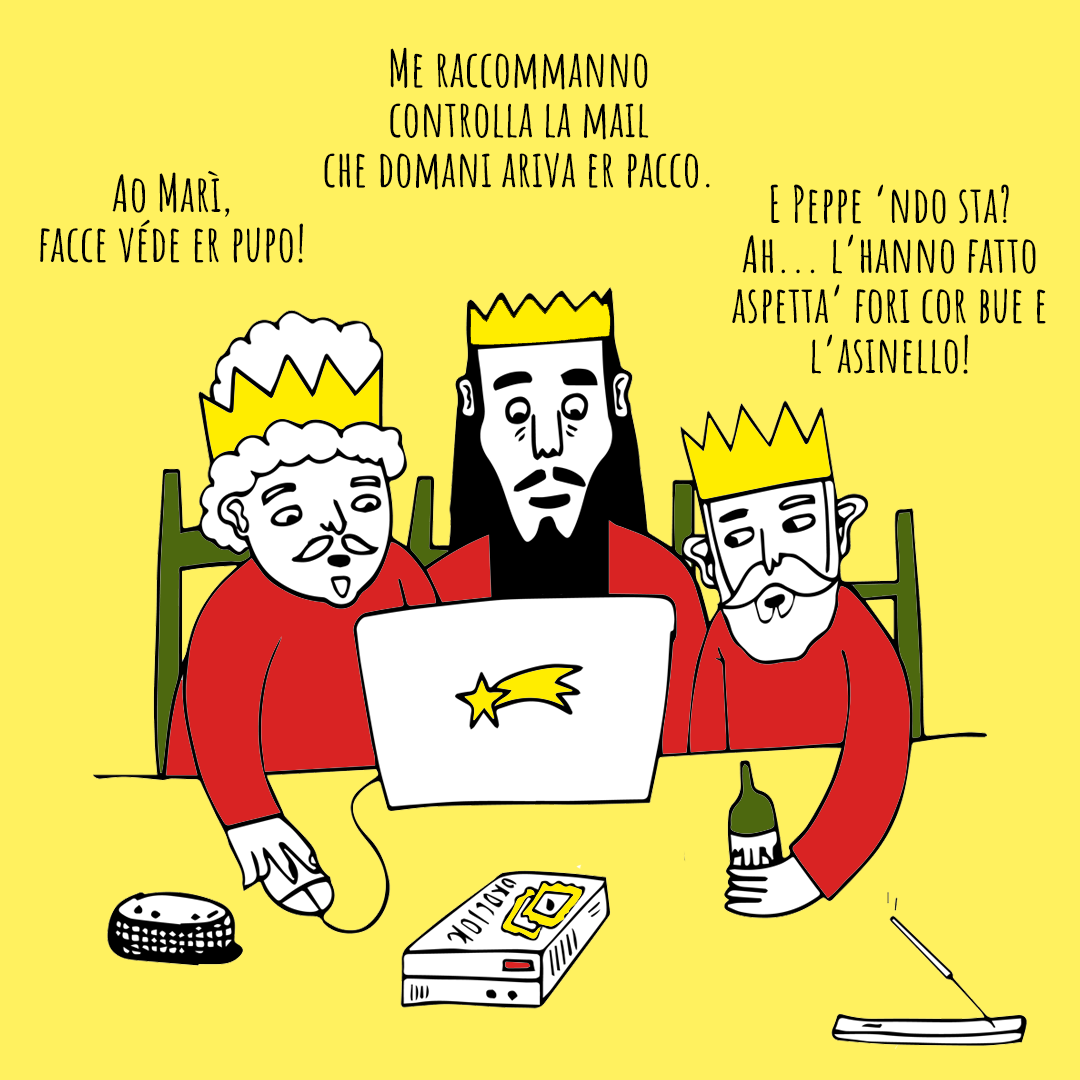 Me raccommanno
controlla la mail
che domani ariva er pacco.
Ao Marì,
facce véde er pupo!
E Peppe ‘ndo sta?
Ah... l’hanno fatto
aspetta’ fori cor bue e
l’asinello!